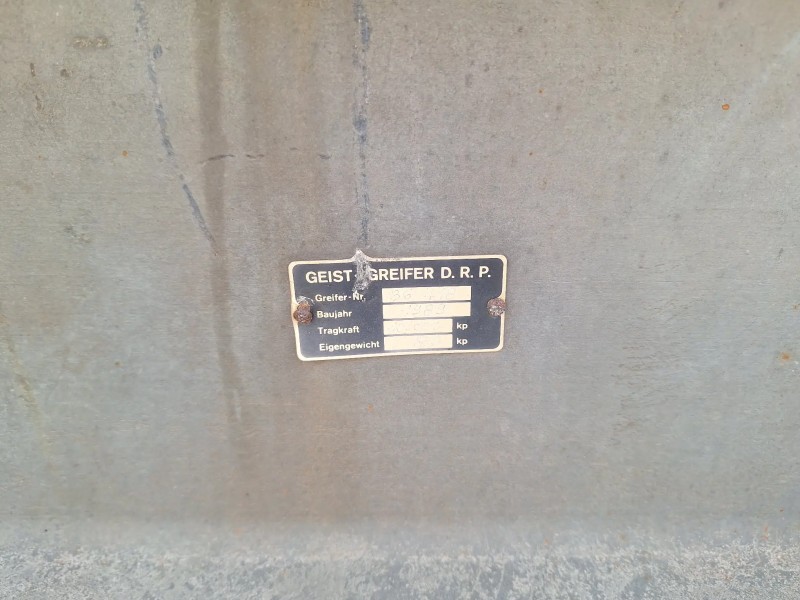 GEIST-GREIFER D. R. P.
Greifer-Nr.
Baujahr
Tragkraft kp
Eigengewicht kp